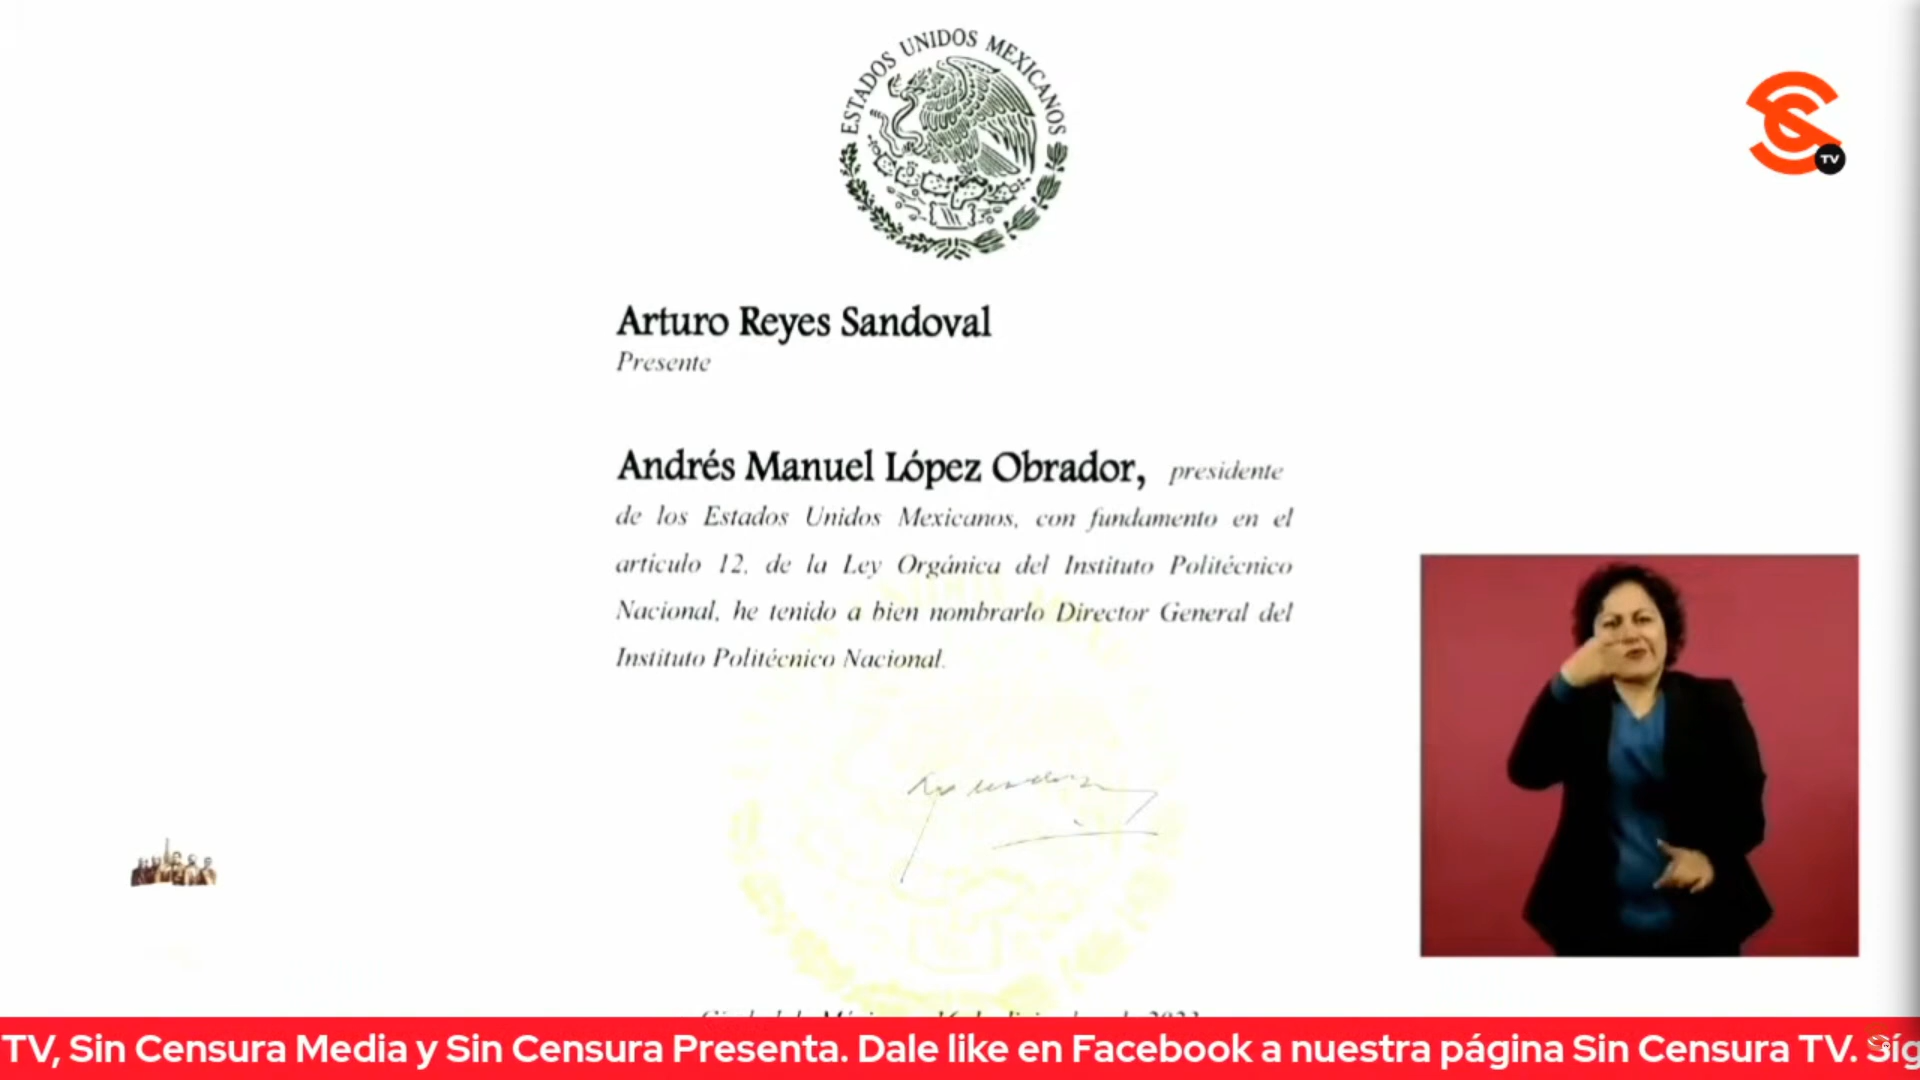 ESTADOS UNIDOS MEXICANOS
TV
Arturo Reyes Sandoval
Presente
Andrés Manuel López Obrador, presidente
de los Estados Unidos Mexicanos, con fundamento en el
artículo 12, de la Ley Orgánica del Instituto Politécnico
Nacional, he tenido a bien nombrarlo Director General del
Instituto Politécnico Nacional.
TV, Sin Censura Media y Sin Censura Presenta. Dale like en Facebook a nuestra página Sin Censura TV. Síg